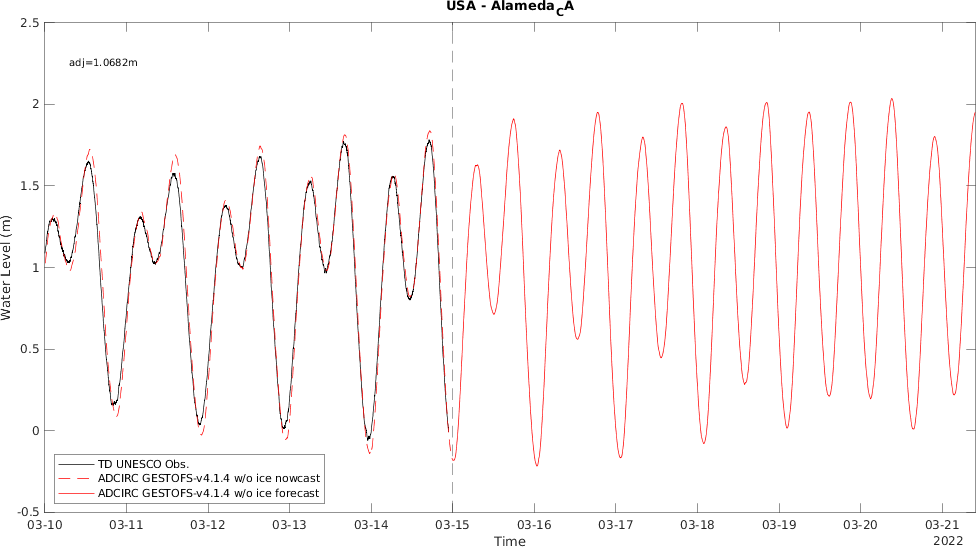 USA - AlamedaCA
adj=1.0682m
2.5
2
1.5
1
0.5
0
-0.5
Water Level (m)
TD UNESCO Obs.
ADCIRC GESTOFS-v4.1.4 w/o ice nowcast
ADCIRC GESTOFS-v4.1.4 w/o ice forecast
03-10 03-11 03-12 03-13 03-14 03-15 03-16 03-17 03-18 03-19 03-20 03-21
Time
2022